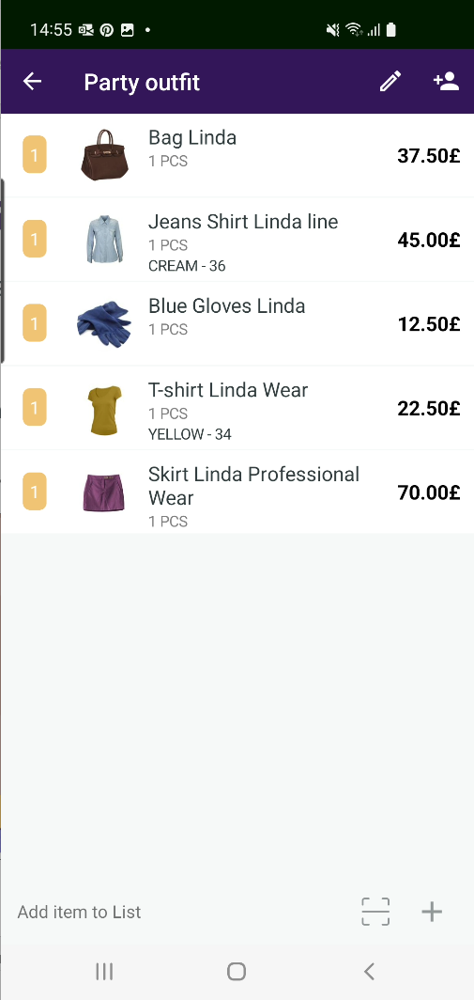 14:55
Party outfit
1
Bag Linda
1 PCS
37.50£
1
Jeans Shirt Linda line
1 PCS
CREAM - 36
45.00£
1
Blue Gloves Linda
1 PCS
12.50£
1
T-shirt Linda Wear
1 PCS
YELLOW - 34
22.50£
1
Skirt Linda Professional
Wear
1 PCS
70.00£
Add item to List